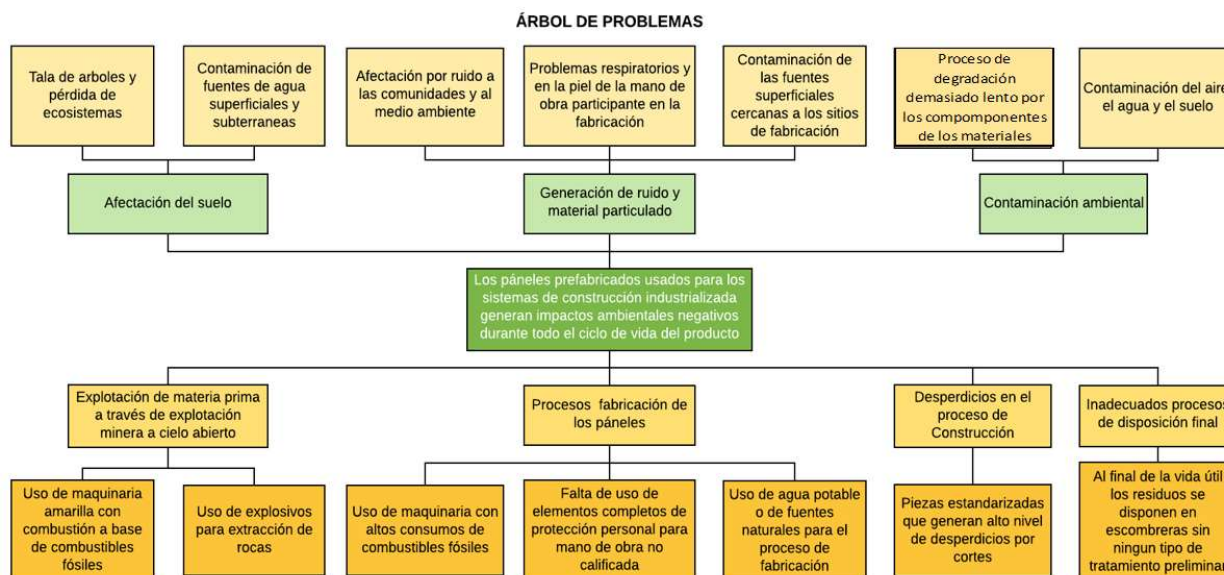 ÁRBOL DE PROBLEMAS
Tala de arboles y
pérdida de
ecosistemas
Contaminación de
fuentes de agua
superficiales y
subterraneas
Afectación por ruido a
las comunidades y al
medio ambiente
Problemas respiratorios y
en la piel de la mano de
obra participante en la
fabricación
Contaminación de
las fuentes
superficiales
cercanas a los sitios
de fabricación
Proceso de
degradación
demasiado lento por
los compomponentes
de los materiales
Contaminación del aire
el agua y el suelo
Afectación del suelo
Generación de ruido y
material particulado
Contaminación ambiental
Los páneles prefabricados usados para los
sistemas de construcción industrializada
generan impactos ambientales negativos
durante todo el ciclo de vida del producto
Explotación de materia prima
a través de explotación
minera a cielo abierto
Procesos fabricación de
los páneles
Desperdicios en el
proceso de
Construcción
Inadecuados procesos
de disposición final
Uso de maquinaria
amarilla con
combustión a base
de combustibles
fósiles
Uso de explosivos
para extracción de
rocas
Uso de maquinaria con
altos consumos de
combustibles fósiles
Falta de uso de
elementos completos de
protección personal para
mano de obra no
calificada
Uso de agua potable
o de fuentes
naturales para el
proceso de
fabricación
Piezas estandarizadas
que generan alto nivel
de desperdicios por
cortes
Al final de la vida útil
los residuos se
disponen en
escombreras sin
ningun tipo de
tratamiento preliminar